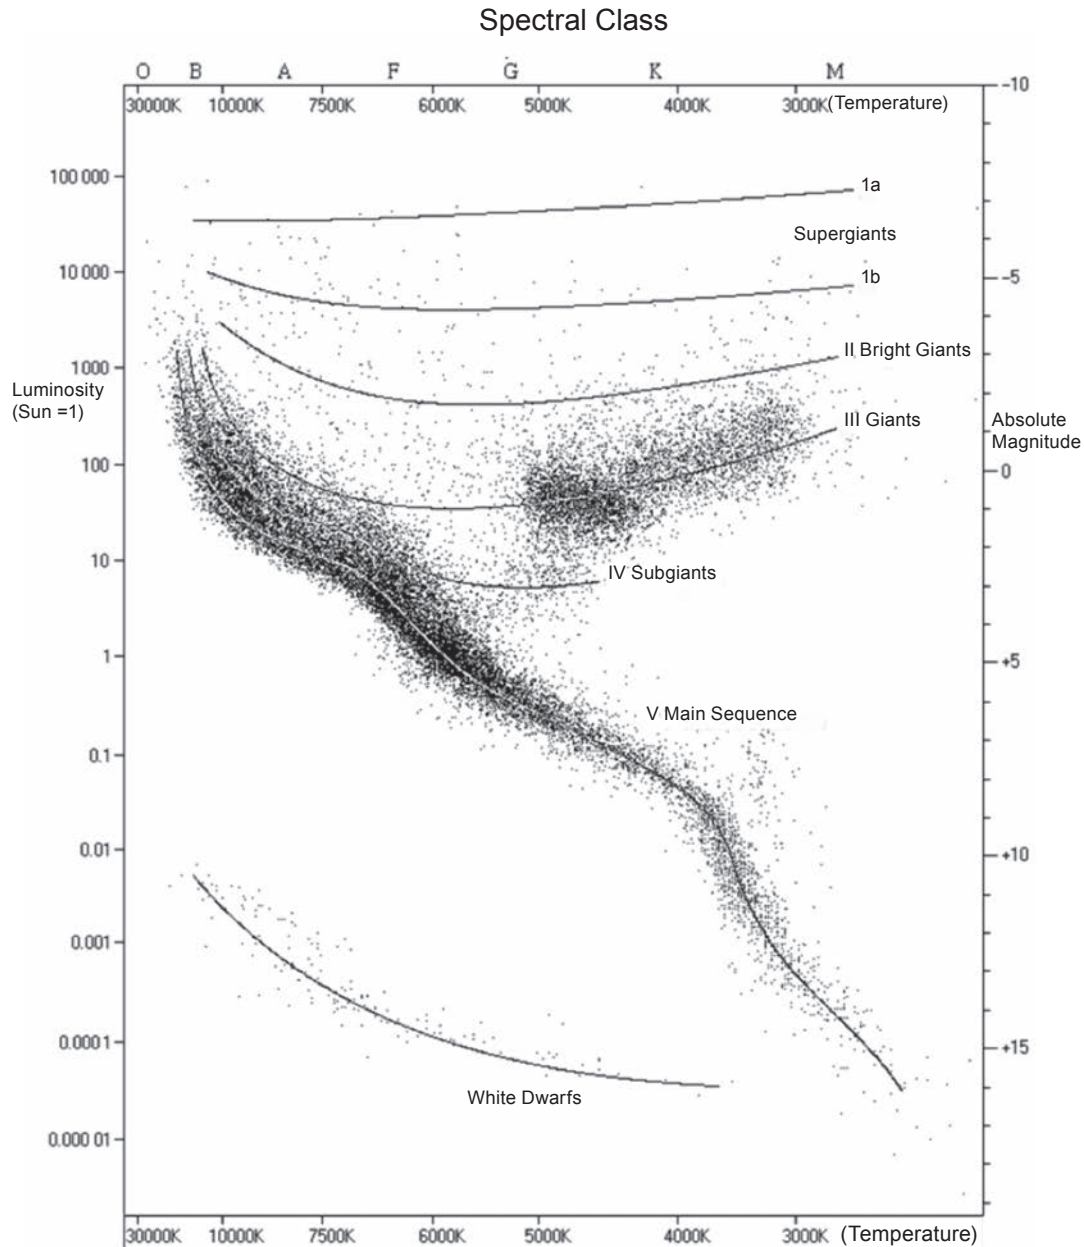 Spectral Class
O B A F G K M
30000K 10000K 7500K 6000K 5000K 4000K 3000K (Temperature)
-10
100 000
1a
Supergiants
10 000
-5
1b
II Bright Giants
1000
Luminosity
(Sun =1)
III Giants
Absolute
Magnitude
100
0
10
IV Subgiants
1
+5
V Main Sequence
0.1
0.01
+10
0.001
0.0001
+15
White Dwarfs
0.000 01
30000K 10000K 7500K 6000K 5000K 4000K 3000K (Temperature)